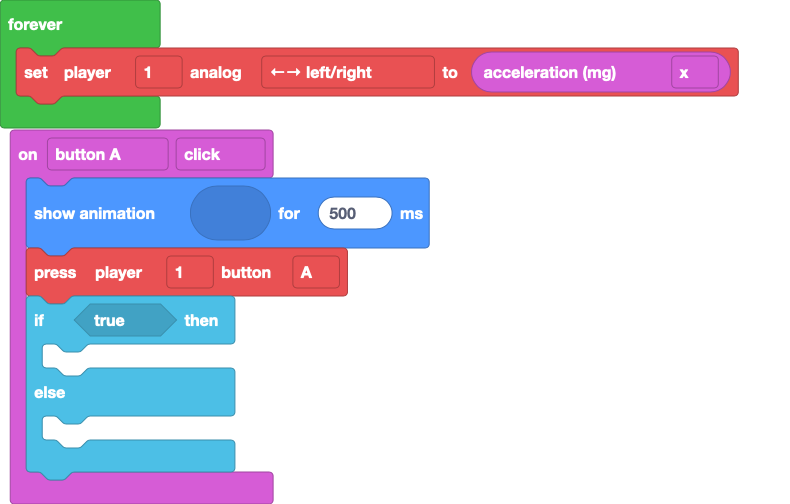 forever
set player 1 analog ←→ left/right to acceleration (mg) x
on button A click
show animation for 500 ms
press player 1 button A
if true then
else